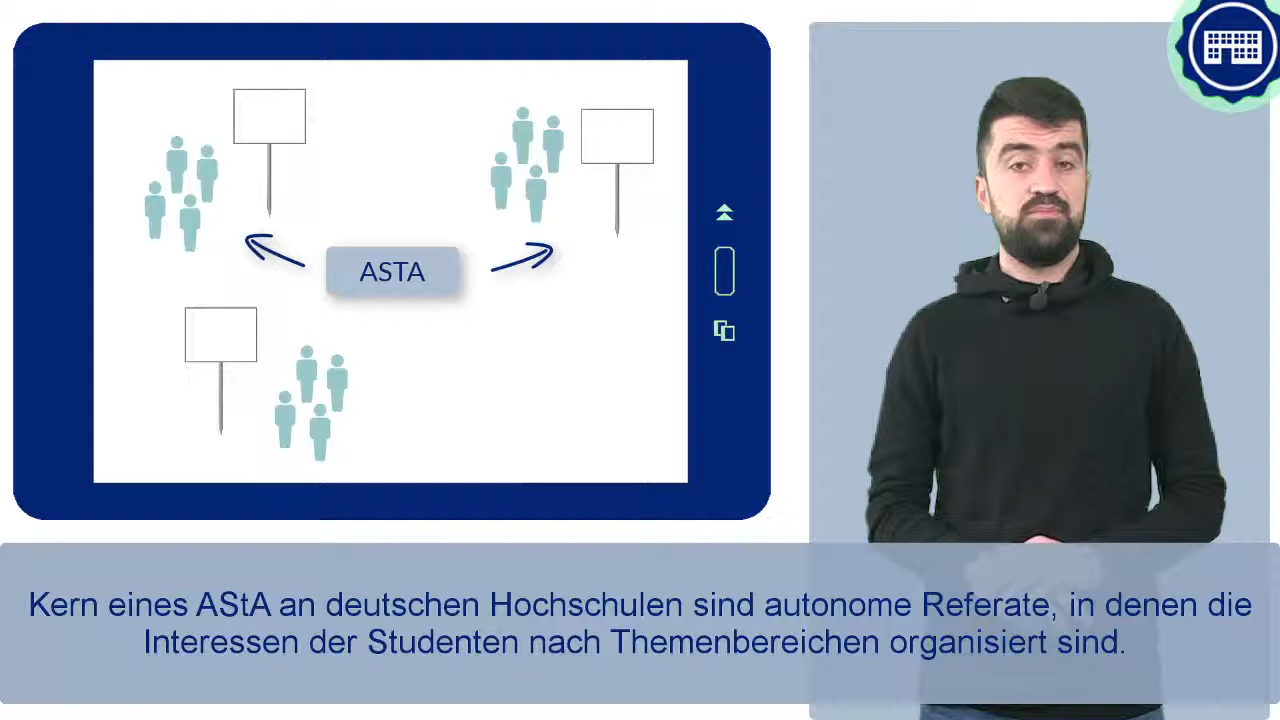 ASTA
Kern eines AStA an deutschen Hochschulen sind autonome Referate, in denen die
Interessen der Studenten nach Themenbereichen organisiert sind.